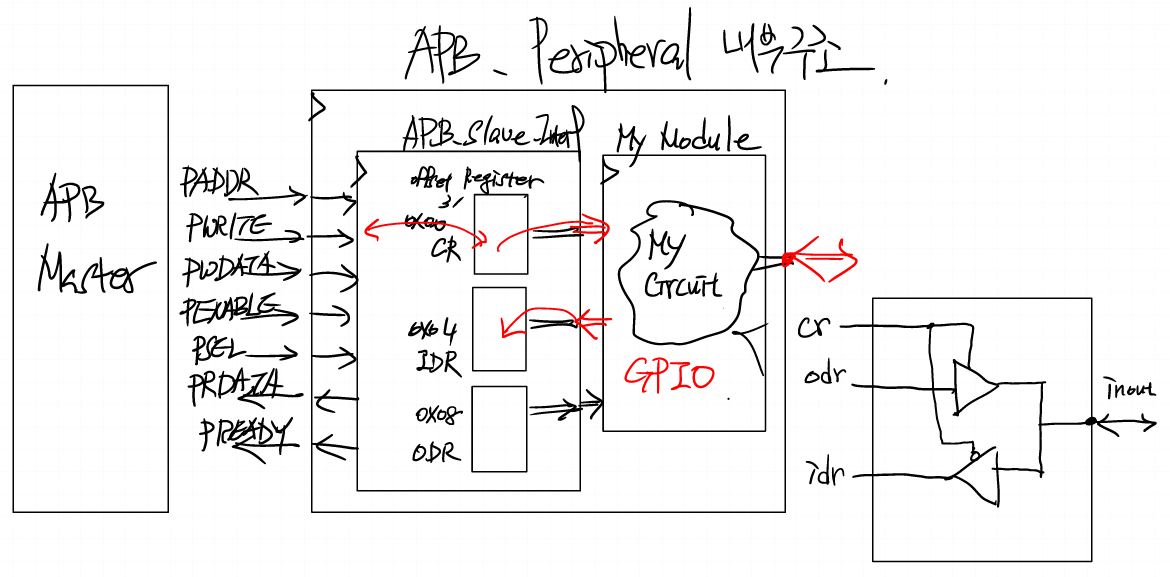 APB_Peripheral 내부구조.
APB_Slave_Intf
My Module
APB
Master
PADDR
PWRITE
PWDATA
PENABLE
PSEL
PRDATA
PREADY
offset, Register
0x00
CR
0x04
IDR
0x08
ODR
MY
Circuit
GPIO
cr
odr
idr
inout